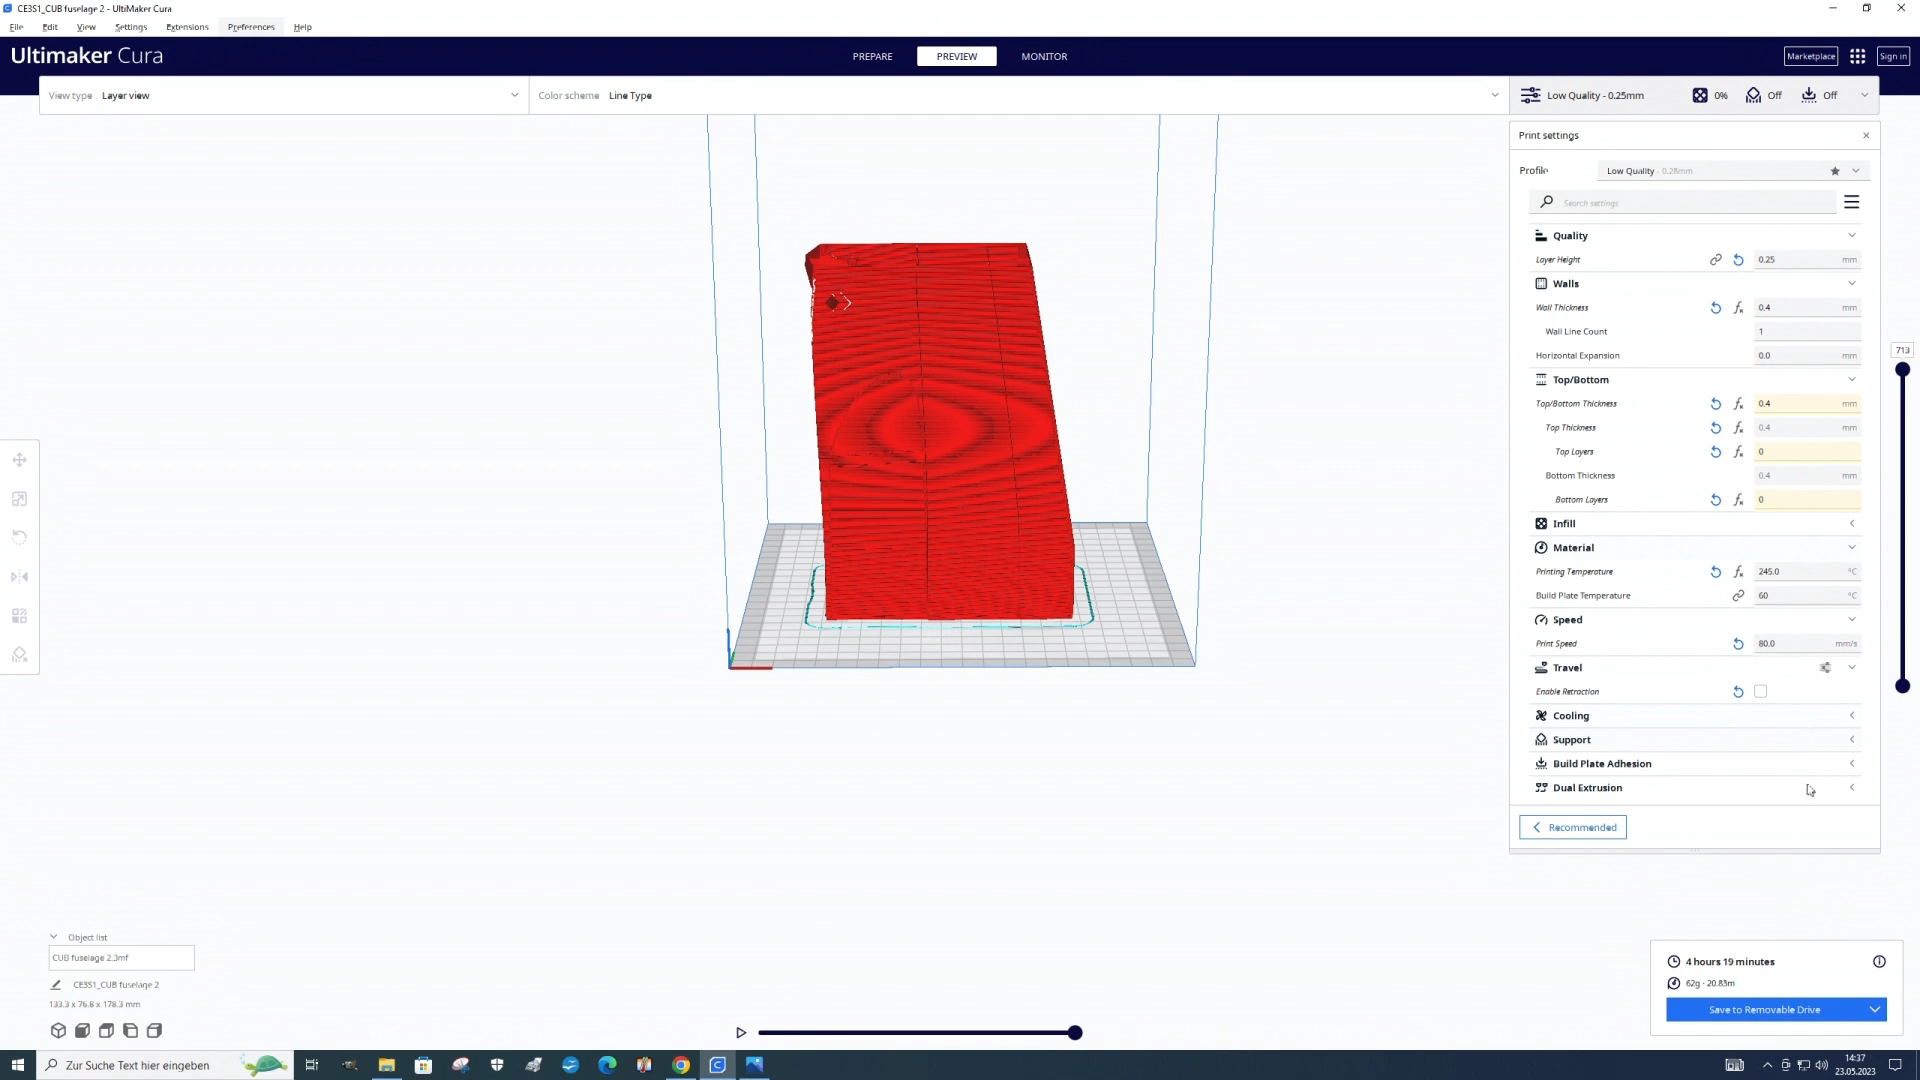 CE3S1_CUB fuselage 2 - UltiMaker Cura
File Edit View Settings Extensions Preferences Help
Ultimaker Cura PREPARE PREVIEW MONITOR Marketplace Sign in
View type Layer view Color scheme Line Type Low Quality - 0.25mm 0% Off Off
Print settings
Profile Low Quality - 0.28mm
Search settings
Quality
Layer Height 0.25 mm
Walls
Wall Thickness 0.4 mm
Wall Line Count 1
Horizontal Expansion 0.0 mm
713
Top/Bottom
Top/Bottom Thickness 0.4 mm
Top Thickness 0.4 mm
Top Layers 0
Bottom Thickness 0.4 mm
Bottom Layers 0
Infill
Material
Printing Temperature 245.0 °C
Build Plate Temperature 60 °C
Speed
Print Speed 80.0 mm/s
Travel
Enable Retraction
Cooling
Support
Build Plate Adhesion
Dual Extrusion
Recommended
Object list
CUB fuselage 2.3mf
CE3S1_CUB fuselage 2
133.3 x 76.8 x 178.3 mm
4 hours 19 minutes
62g · 20.83m
Save to Removable Drive
Zur Suche Text hier eingeben
14:37
23.05.2023